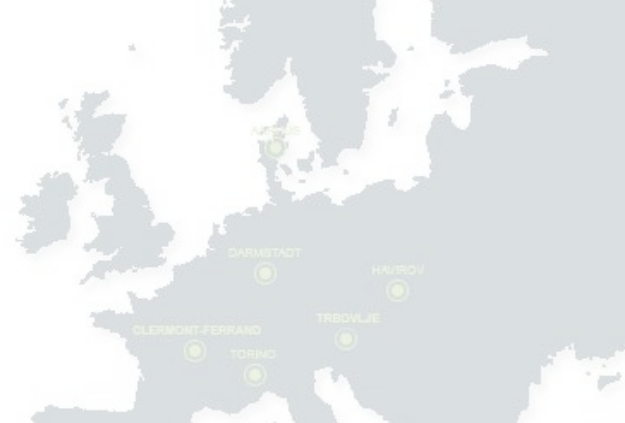 DARMSTADT
HAVIROV
TRBOVLJE
CLERMONT-FERRAND
TORINO